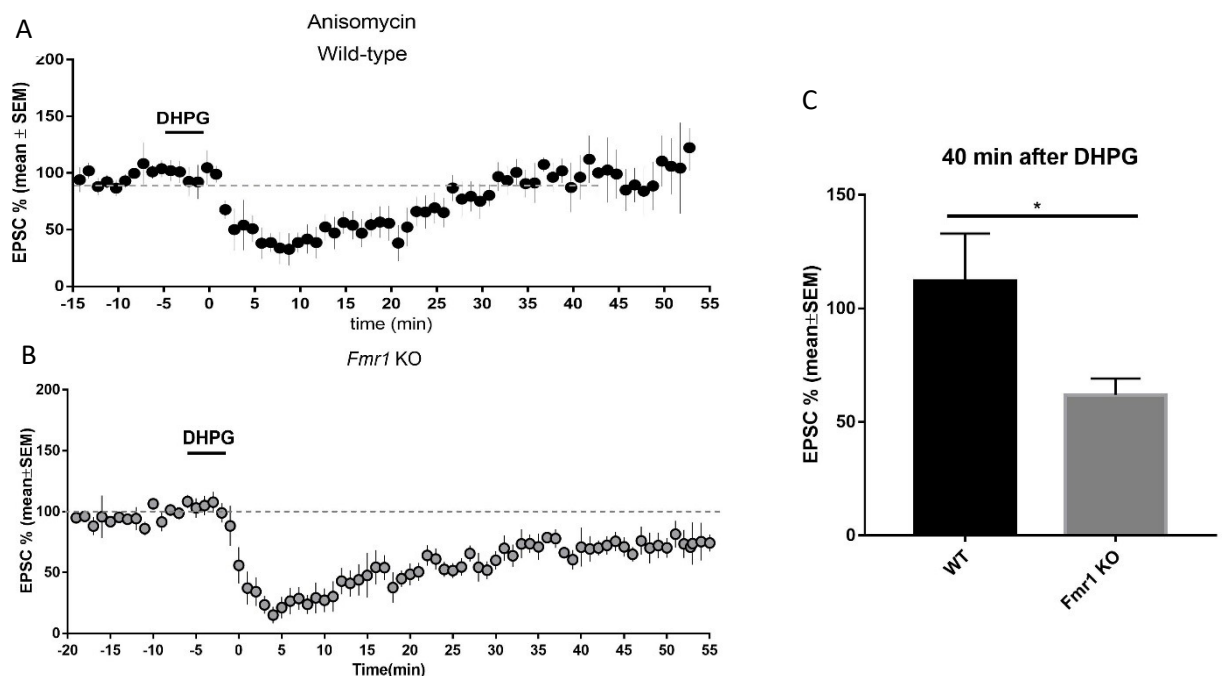 A
Anisomycin
Wild-type
EPSC % (mean ± SEM)
200
150
100
50
0
DHPG
-15 -10 -5 0 5 10 15 20 25 30 35 40 45 50 55
time (min)
B
Fmr1 KO
EPSC % (mean±SEM)
200
150
100
50
0
DHPG
-20 -15 -10 -5 0 5 10 15 20 25 30 35 40 45 50 55
Time(min)
C
40 min after DHPG
EPSC % (mean±SEM)
150
100
50
0
*
WT
Fmr1 KO